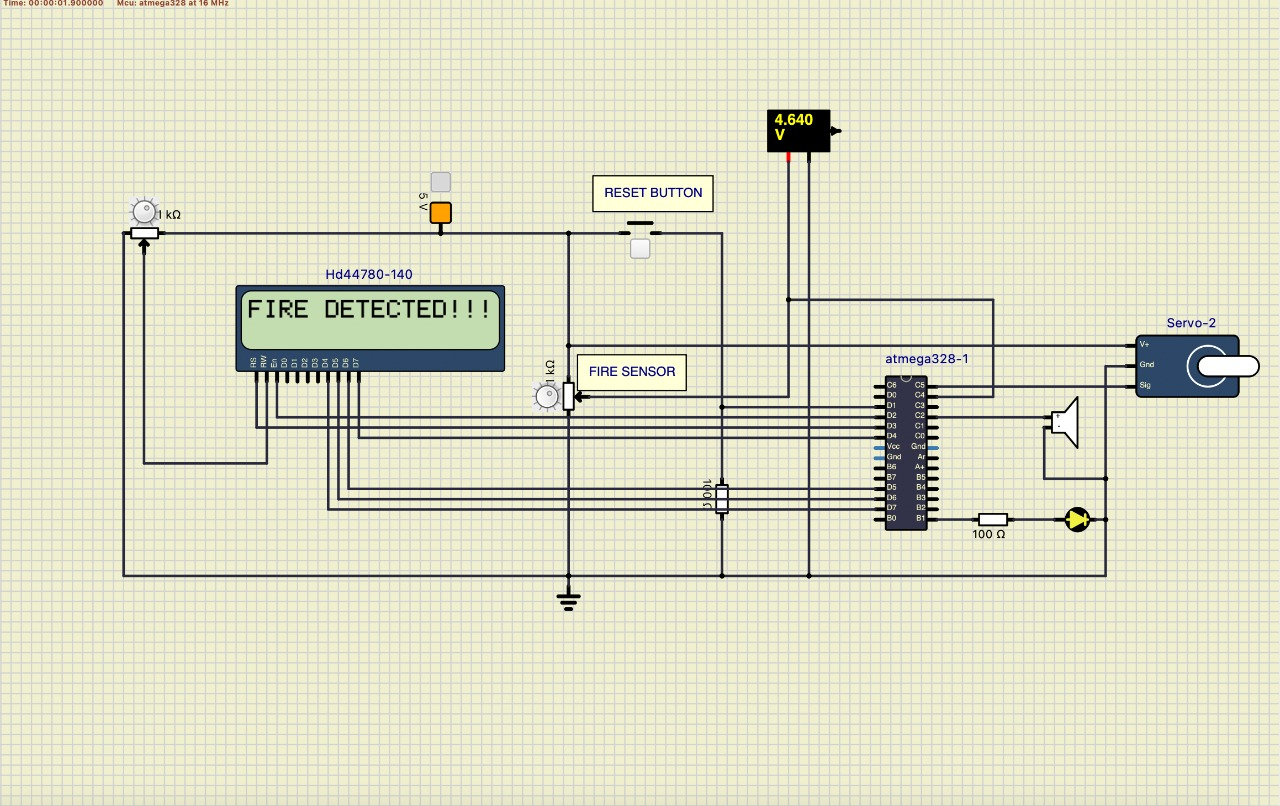 Time: 00:00:01.900000 Mcu: atmega328 at 16 MHz
4.640
V
RESET BUTTON
5 V
1 kΩ
Hd44780-140
FIRE DETECTED!!!
RS RW En D0 D1 D2 D3 D4 D5 D6 D7
Servo-2
V+
Gnd
Sig
1 kΩ
FIRE SENSOR
atmega328-1
C6 C5
D0 C4
D1 C3
D2 C2
D3 C1
D4 C0
Vcc Gnd
Gnd Ar
B6 A+
B7 B5
D5 B4
D6 B3
D7 B2
B0 B1
+
-
100 Ω
100 Ω